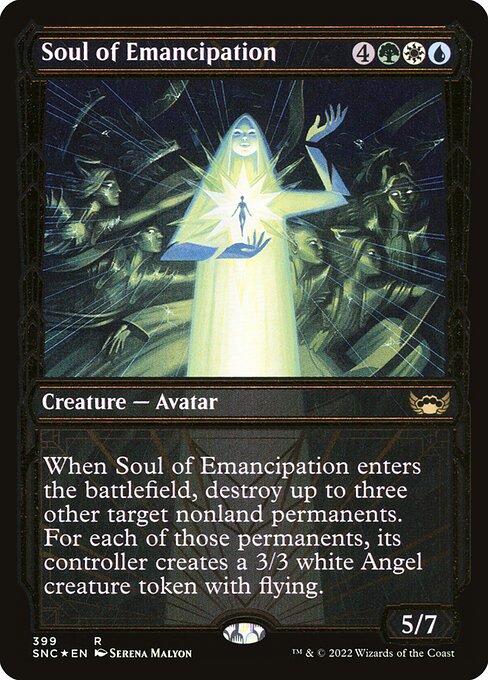 Soul of Emancipation 4
Creature — Avatar
When Soul of Emancipation enters
the battlefield, destroy up to three
other target nonland permanents.
For each of those permanents, its
controller creates a 3/3 white Angel
creature token with flying.
5/7
399 R
SNC ★ EN Serena Malyon
™ & © 2022 Wizards of the Coast